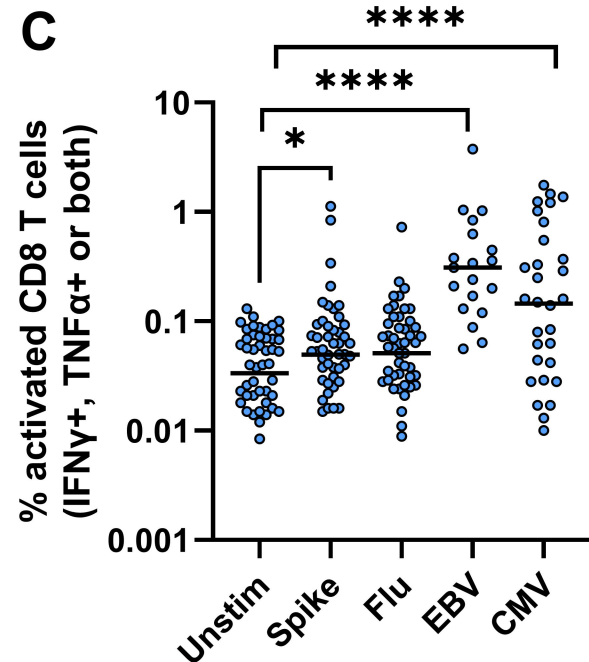 C
****
****
*
% activated CD8 T cells
(IFNγ+, TNFα+ or both)
10
1
0.1
0.01
0.001
Unstim
Spike
Flu
EBV
CMV